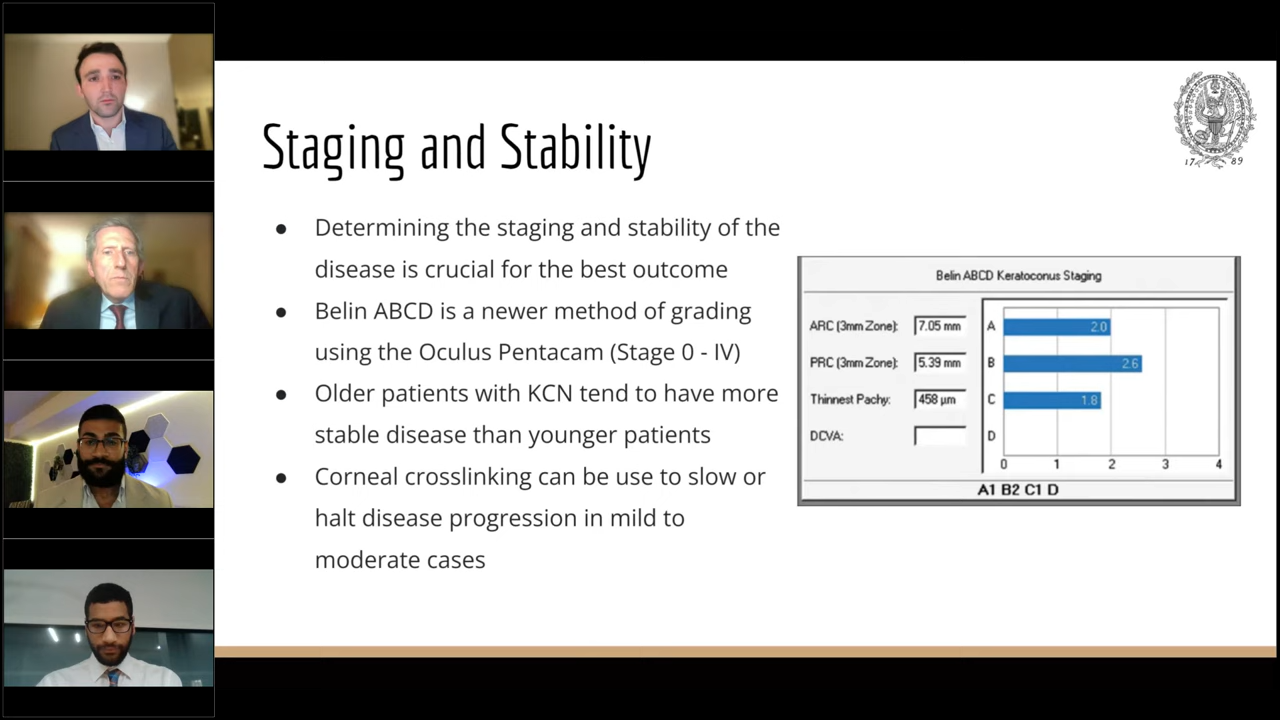 Staging and Stability
● Determining the staging and stability of the
disease is crucial for the best outcome
● Belin ABCD is a newer method of grading
using the Oculus Pentacam (Stage 0 - IV)
● Older patients with KCN tend to have more
stable disease than younger patients
● Corneal crosslinking can be use to slow or
halt disease progression in mild to
moderate cases
17 89
Belin ABCD Keratoconus Staging
ARC (3mm Zone): 7.05 mm A 2.0
PRC (3mm Zone): 5.39 mm B 2.6
Thinnest Pachy: 458 µm C 1.8
DCVA: D
0 1 2 3 4
A1 B2 C1 D